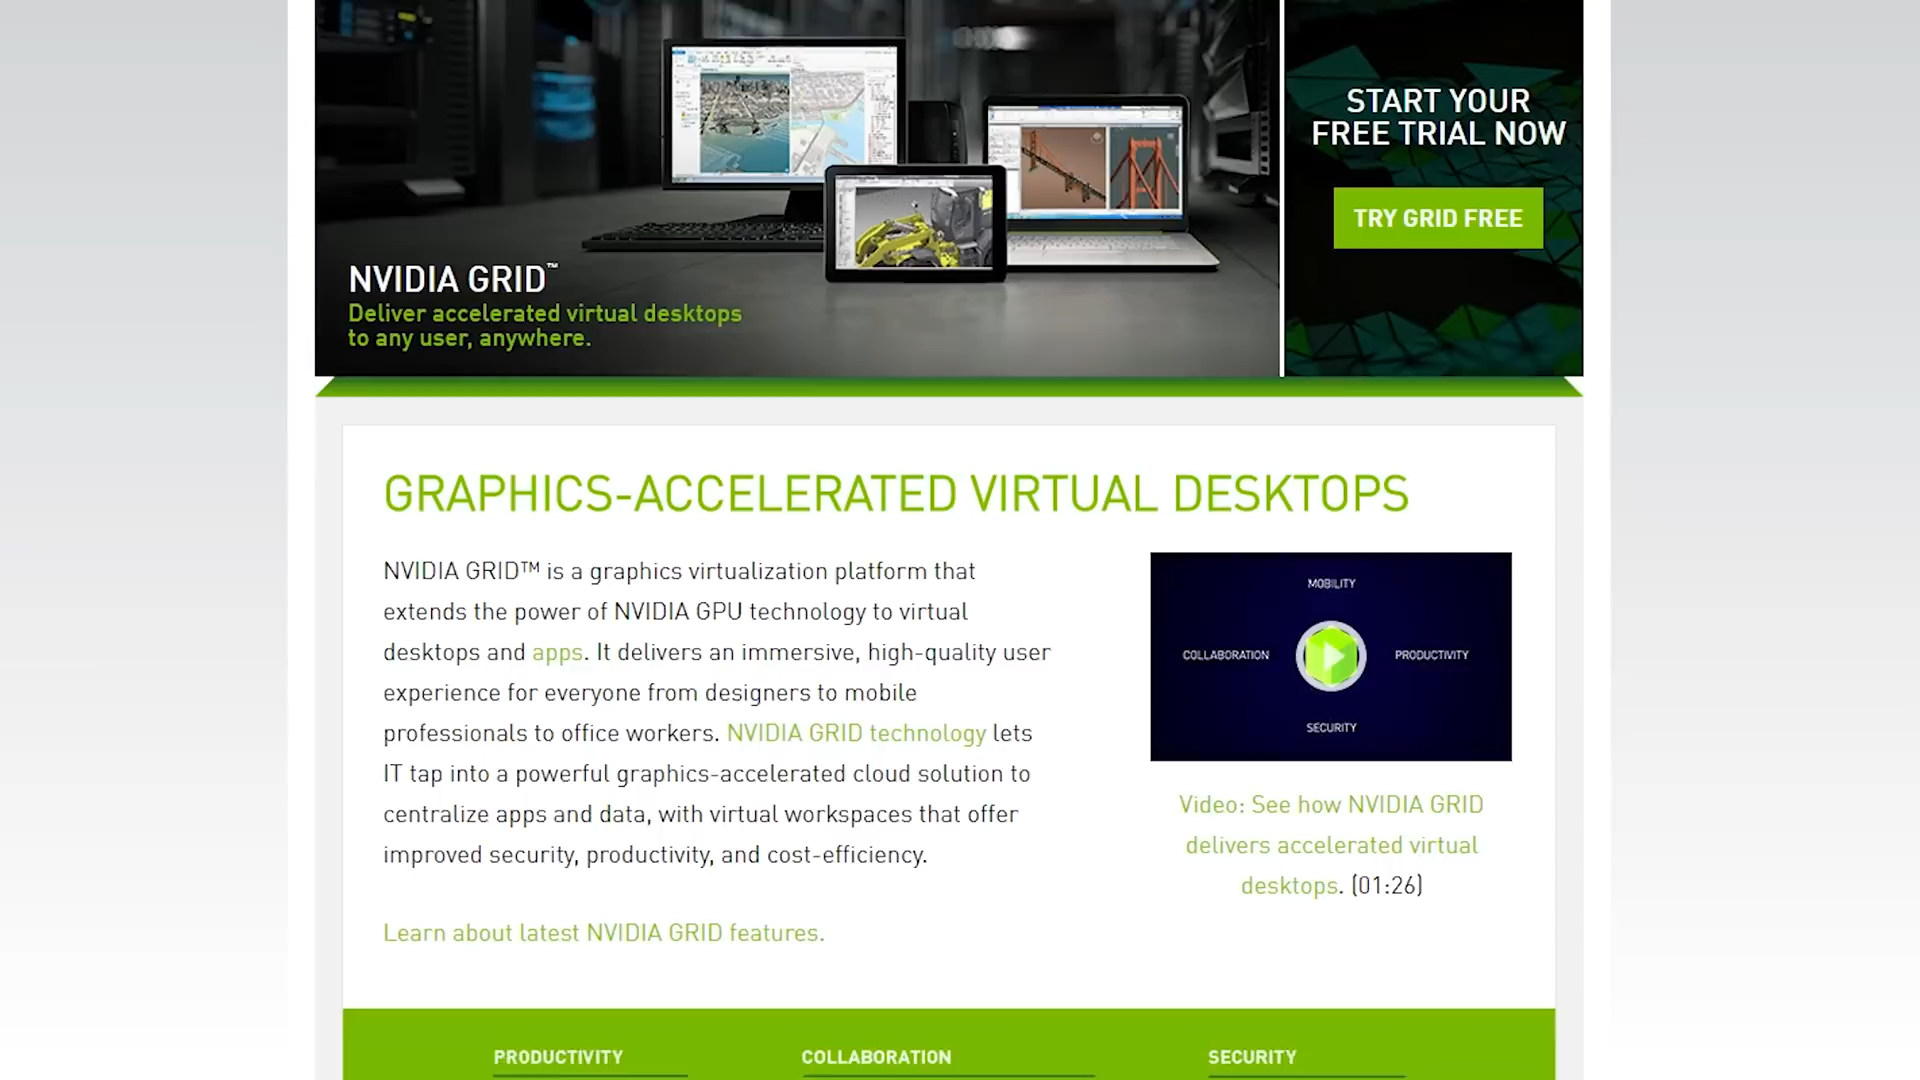 START YOUR
FREE TRIAL NOW
TRY GRID FREE
NVIDIA GRID™
Deliver accelerated virtual desktops
to any user, anywhere.
GRAPHICS-ACCELERATED VIRTUAL DESKTOPS
NVIDIA GRID™ is a graphics virtualization platform that
extends the power of NVIDIA GPU technology to virtual
desktops and apps. It delivers an immersive, high-quality user
experience for everyone from designers to mobile
professionals to office workers. NVIDIA GRID technology lets
IT tap into a powerful graphics-accelerated cloud solution to
centralize apps and data, with virtual workspaces that offer
improved security, productivity, and cost-efficiency.
Learn about latest NVIDIA GRID features.
MOBILITY
COLLABORATION
PRODUCTIVITY
SECURITY
Video: See how NVIDIA GRID
delivers accelerated virtual
desktops. (01:26)
PRODUCTIVITY
COLLABORATION
SECURITY